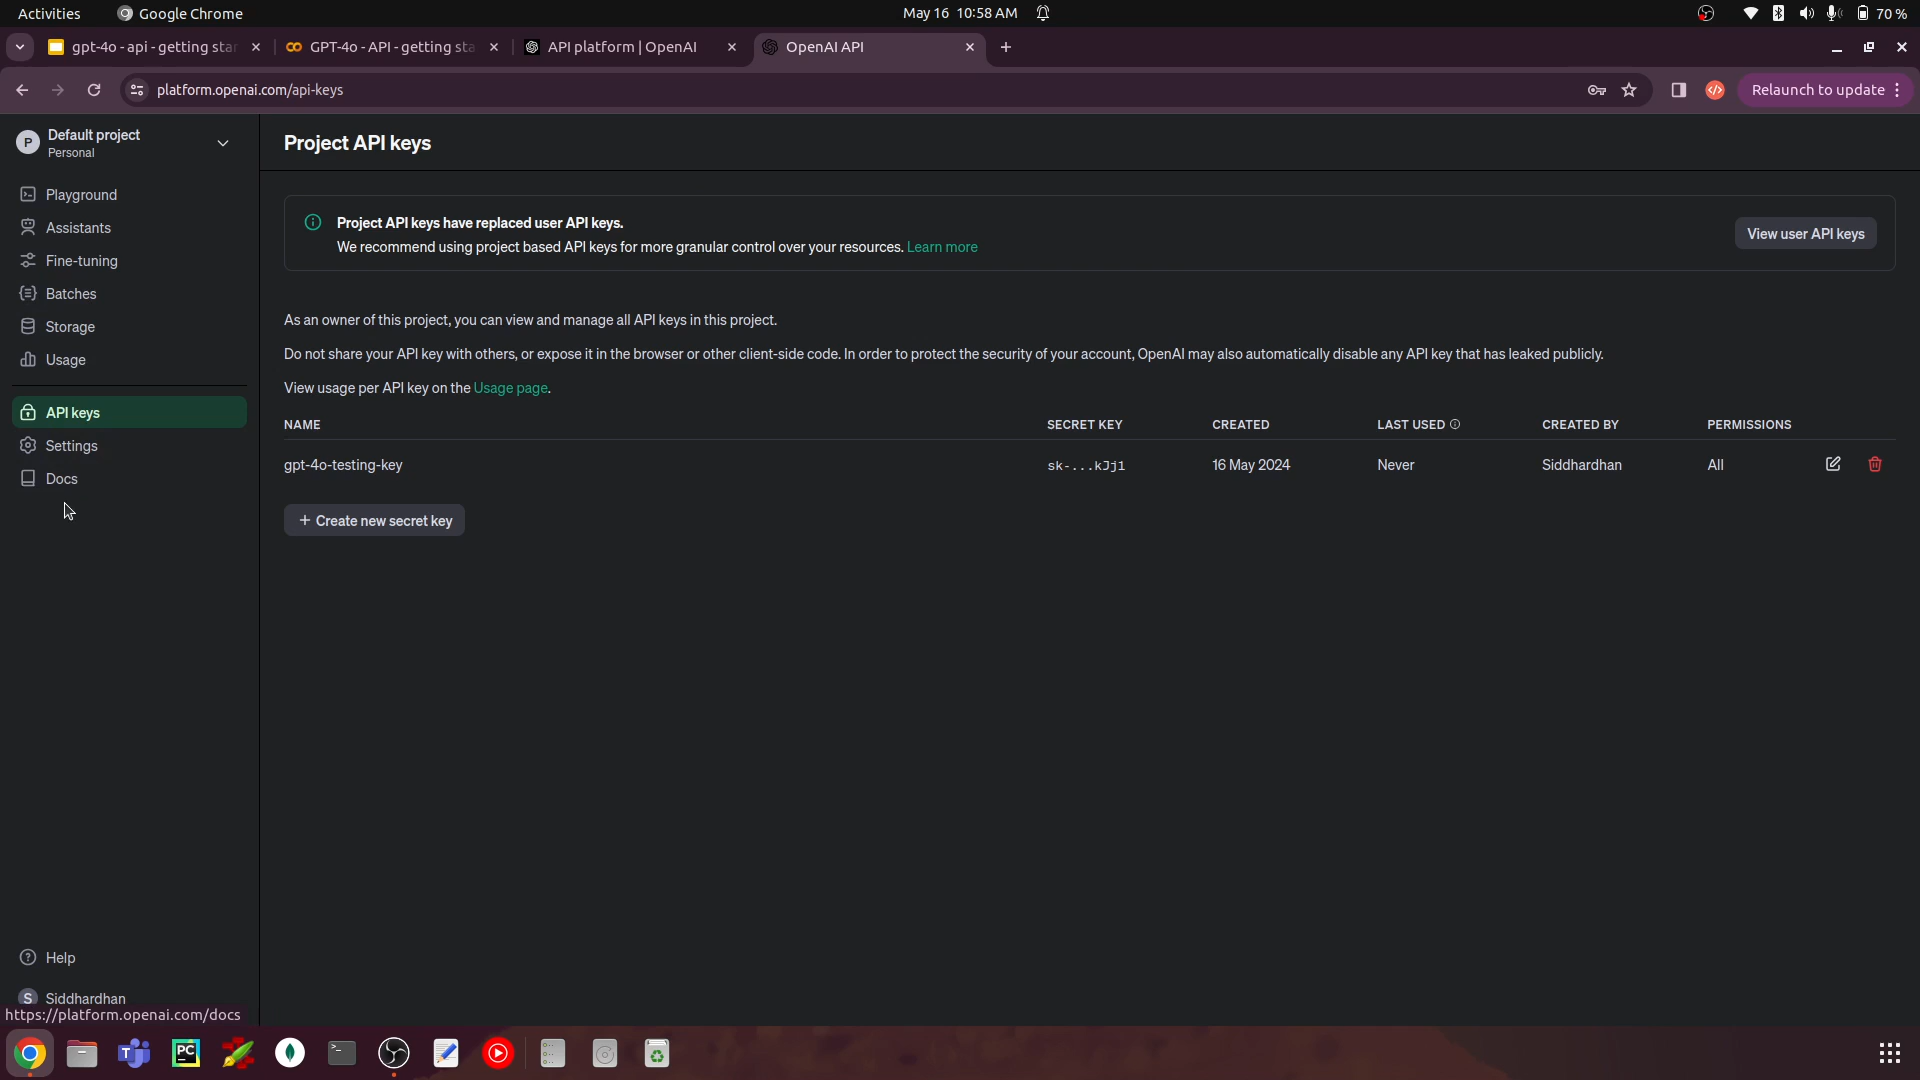 Activities
Google Chrome
May 16 10:58 AM
70 %
gpt-4o - api - getting star
GPT-4o - API - getting sta
API platform | OpenAI
OpenAI API
platform.openai.com/api-keys
Relaunch to update
P
Default project
Personal
Project API keys
Playground
Assistants
Fine-tuning
Batches
Storage
Usage
API keys
Settings
Docs
Project API keys have replaced user API keys.
We recommend using project based API keys for more granular control over your resources. Learn more
View user API keys
As an owner of this project, you can view and manage all API keys in this project.
Do not share your API key with others, or expose it in the browser or other client-side code. In order to protect the security of your account, OpenAI may also automatically disable any API key that has leaked publicly.
View usage per API key on the Usage page.
NAME SECRET KEY CREATED LAST USED CREATED BY PERMISSIONS
gpt-4o-testing-key sk-...kJj1 16 May 2024 Never Siddhardhan All
+ Create new secret key
Help
S Siddhardhan
https://platform.openai.com/docs
PC